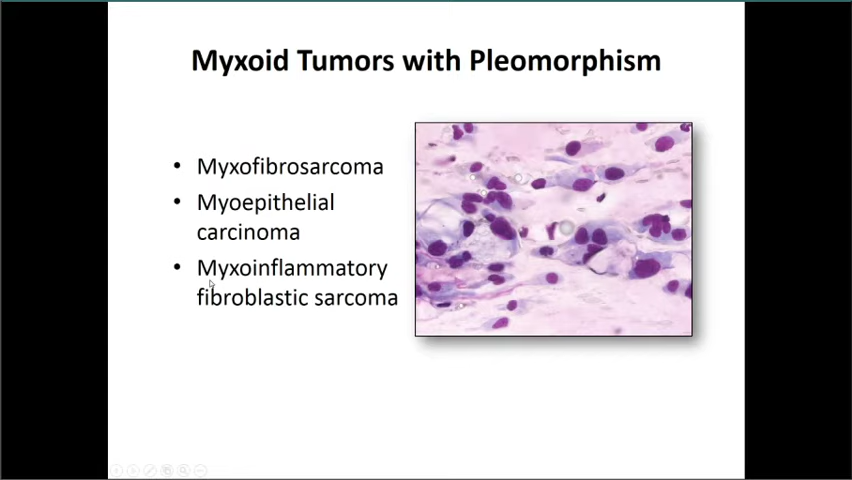 Myxoid Tumors with Pleomorphism
• Myxofibrosarcoma
• Myoepithelial
carcinoma
• Myxoinflammatory
fibroblastic sarcoma